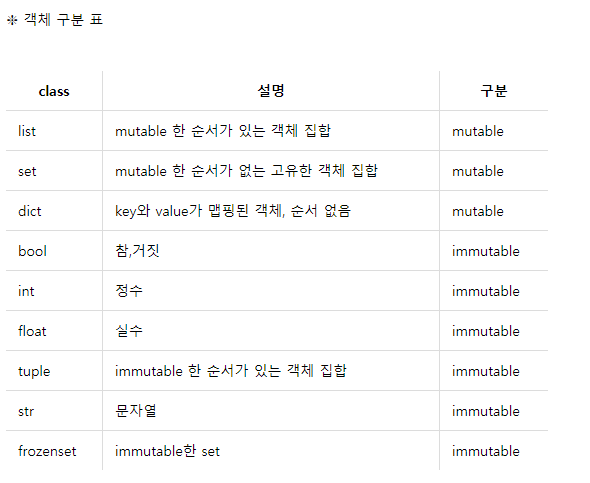 ❉ 객체 구분 표
class 설명 구분
list mutable 한 순서가 있는 객체 집합 mutable
set mutable 한 순서가 없는 고유한 객체 집합 mutable
dict key와 value가 맵핑된 객체, 순서 없음 mutable
bool 참,거짓 immutable
int 정수 immutable
float 실수 immutable
tuple immutable 한 순서가 있는 객체 집합 immutable
str 문자열 immutable
frozenset immutable한 set immutable